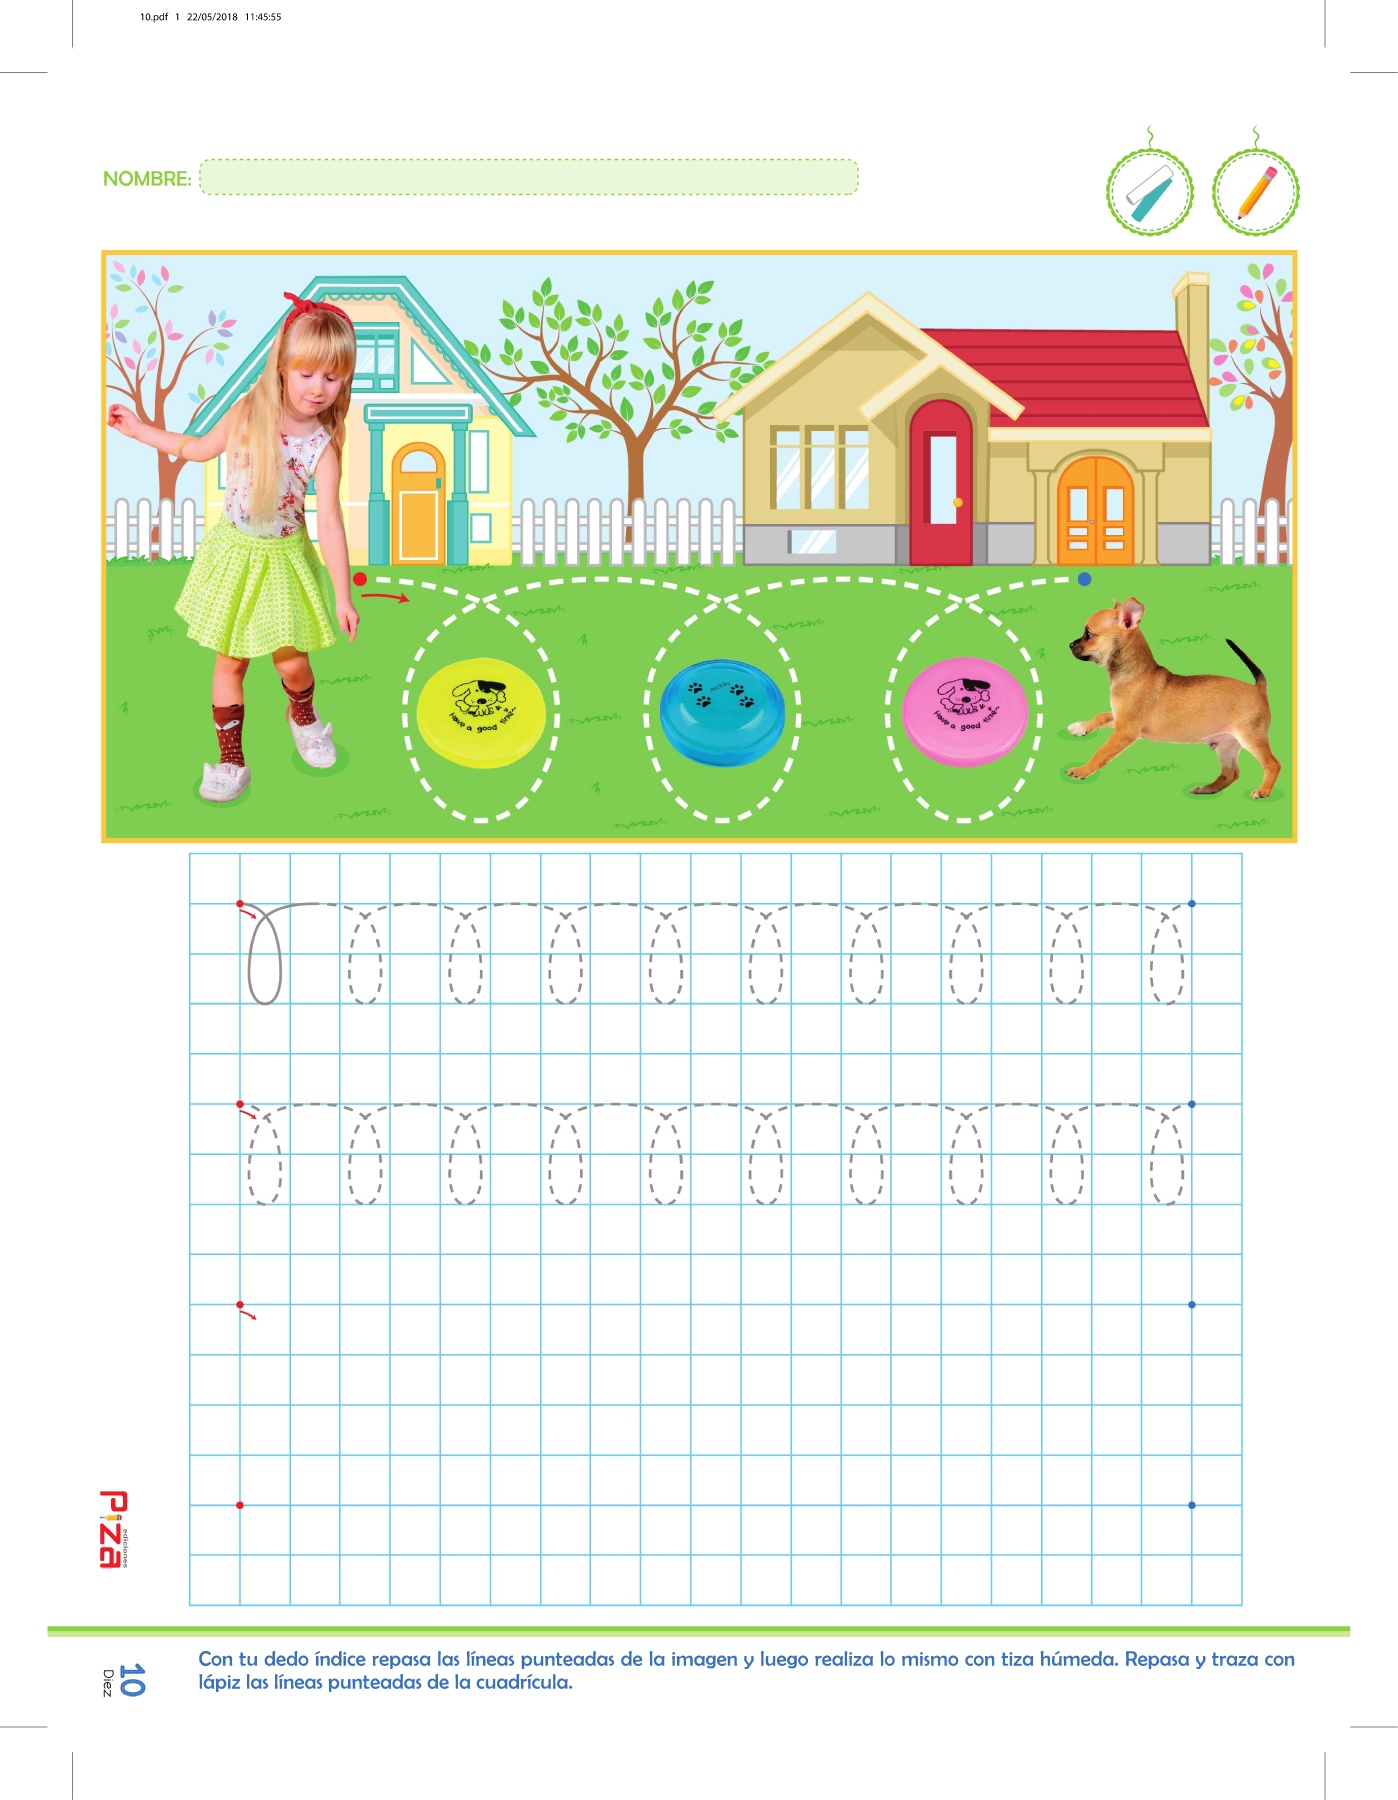 10.pdf 1 22/05/2018 11:45:55
NOMBRE:
Have a good time
Have a good time
Piza
ediciones
10
Diez
Con tu dedo índice repasa las líneas punteadas de la imagen y luego realiza lo mismo con tiza húmeda. Repasa y traza con
lápiz las líneas punteadas de la cuadrícula.